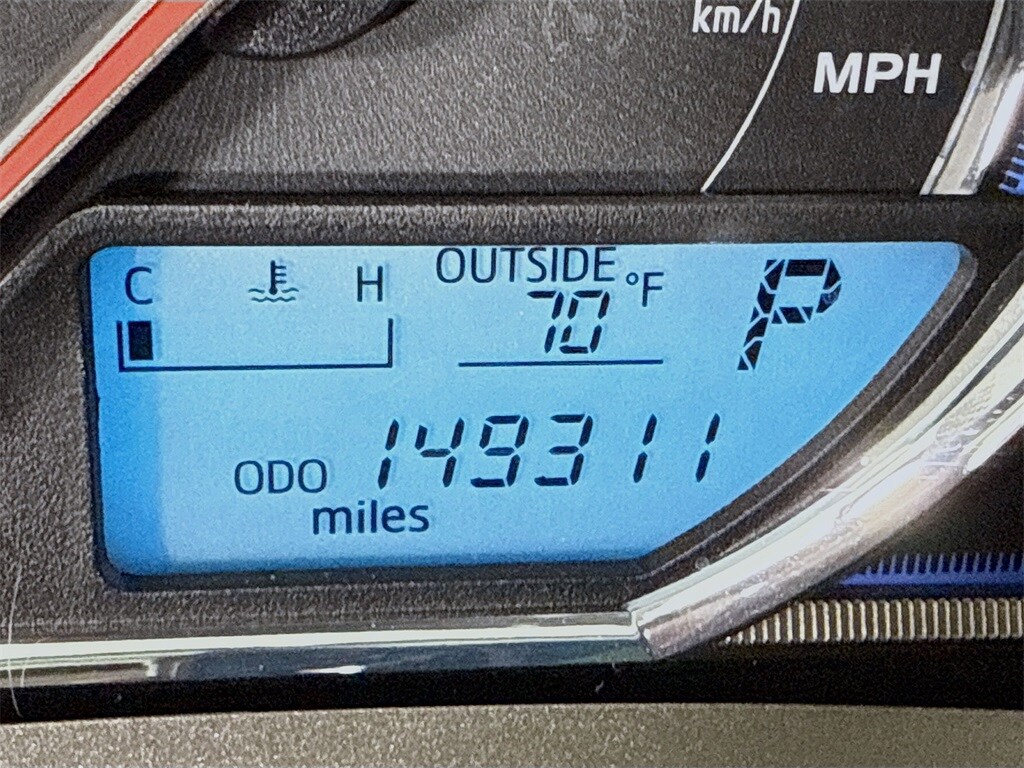 km/h
MPH
C H
OUTSIDE
70 °F
P
ODO 149311
miles